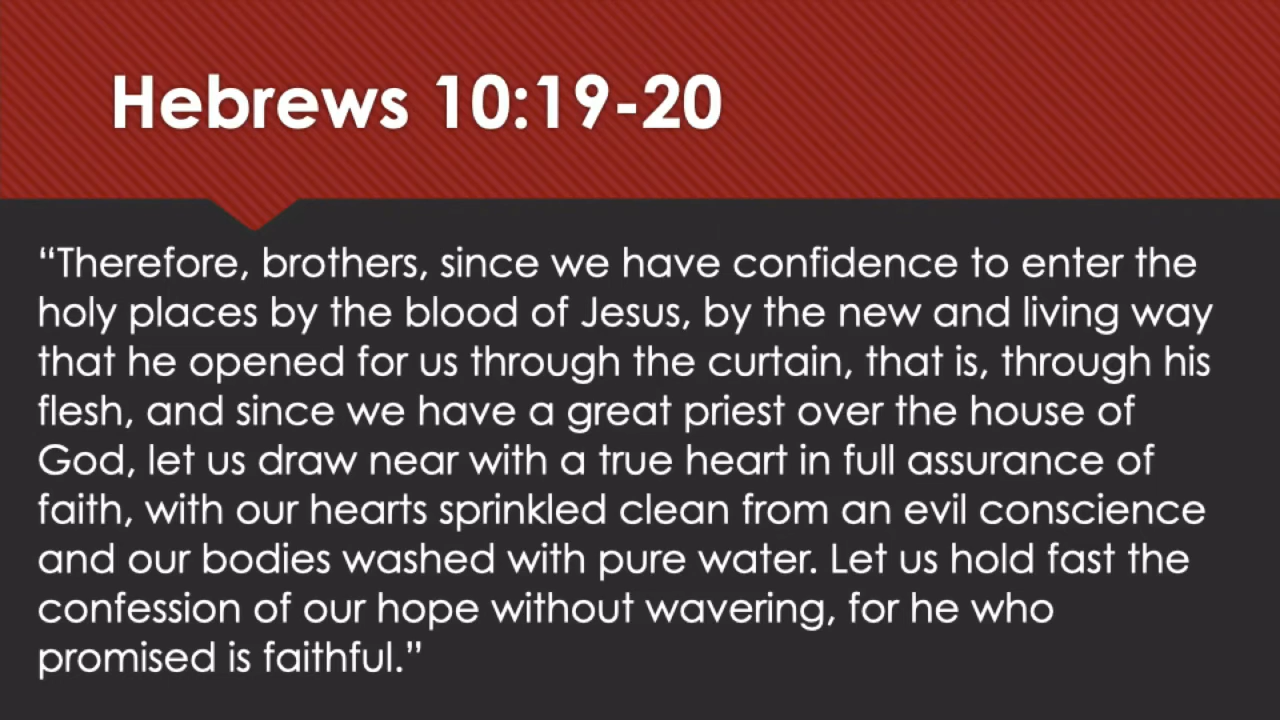 Hebrews 10:19-20
“Therefore, brothers, since we have confidence to enter the
holy places by the blood of Jesus, by the new and living way
that he opened for us through the curtain, that is, through his
flesh, and since we have a great priest over the house of
God, let us draw near with a true heart in full assurance of
faith, with our hearts sprinkled clean from an evil conscience
and our bodies washed with pure water. Let us hold fast the
confession of our hope without wavering, for he who
promised is faithful.”